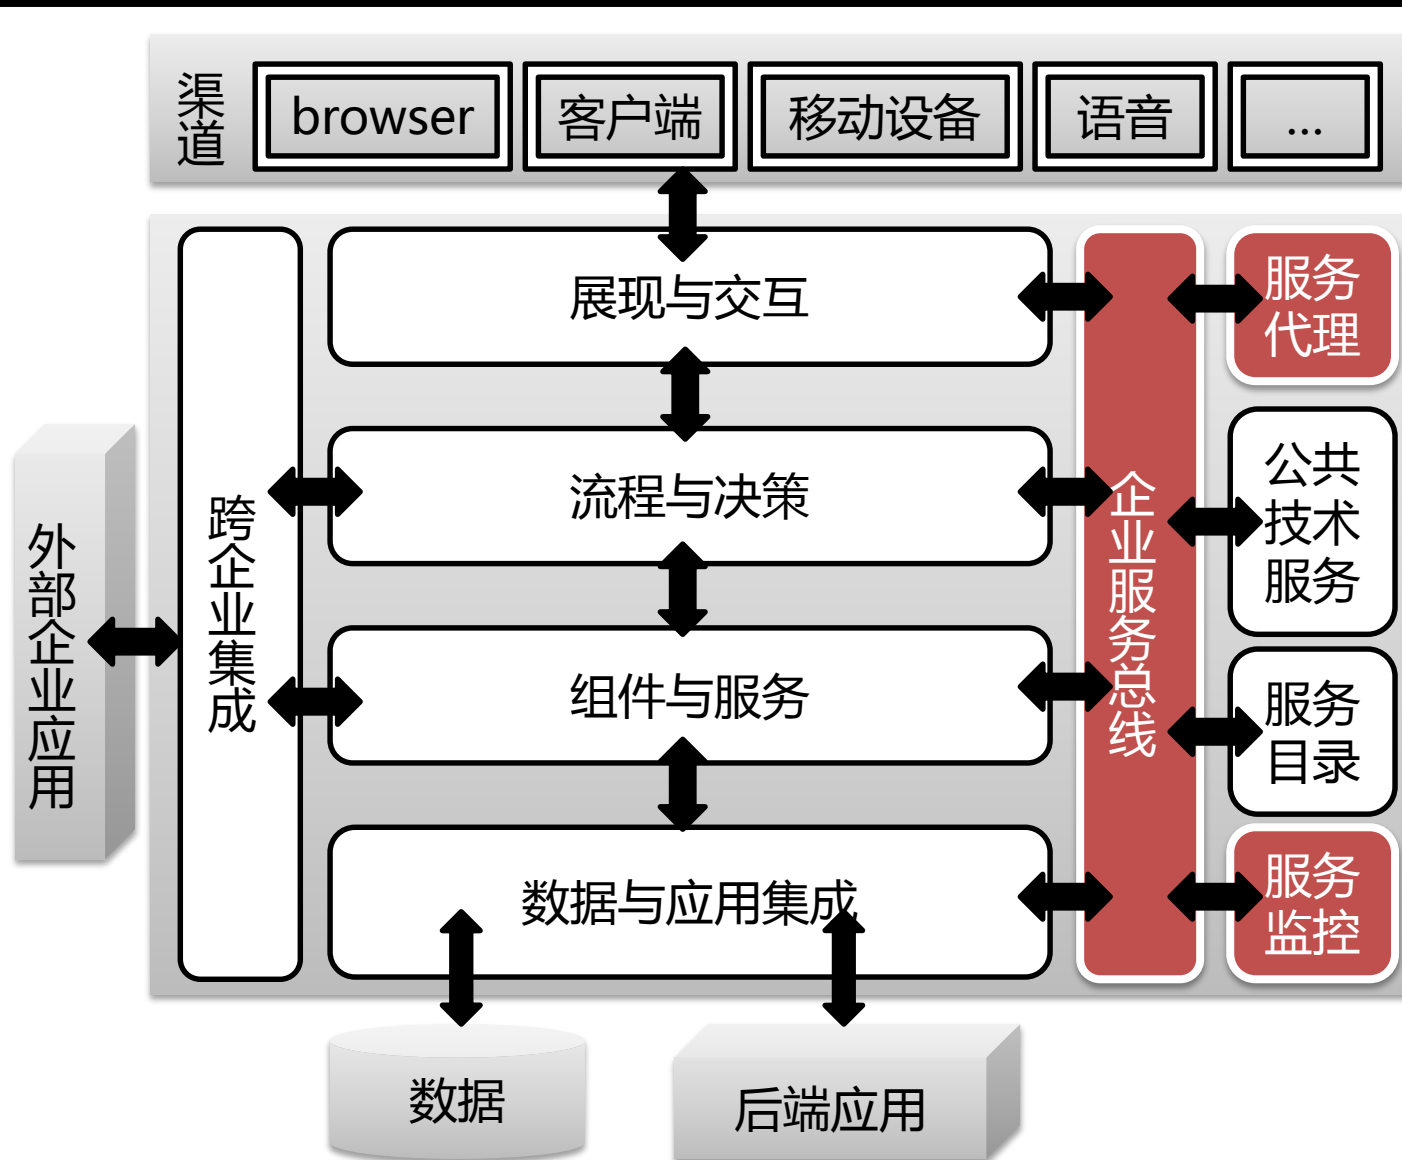 渠道
browser
客户端
移动设备
语音
...
展现与交互
服务
代理
流程与决策
公共
技术
服务
外部企业应用
跨企业集成
企业服务总线
组件与服务
服务
目录
数据与应用集成
服务
监控
数据
后端应用